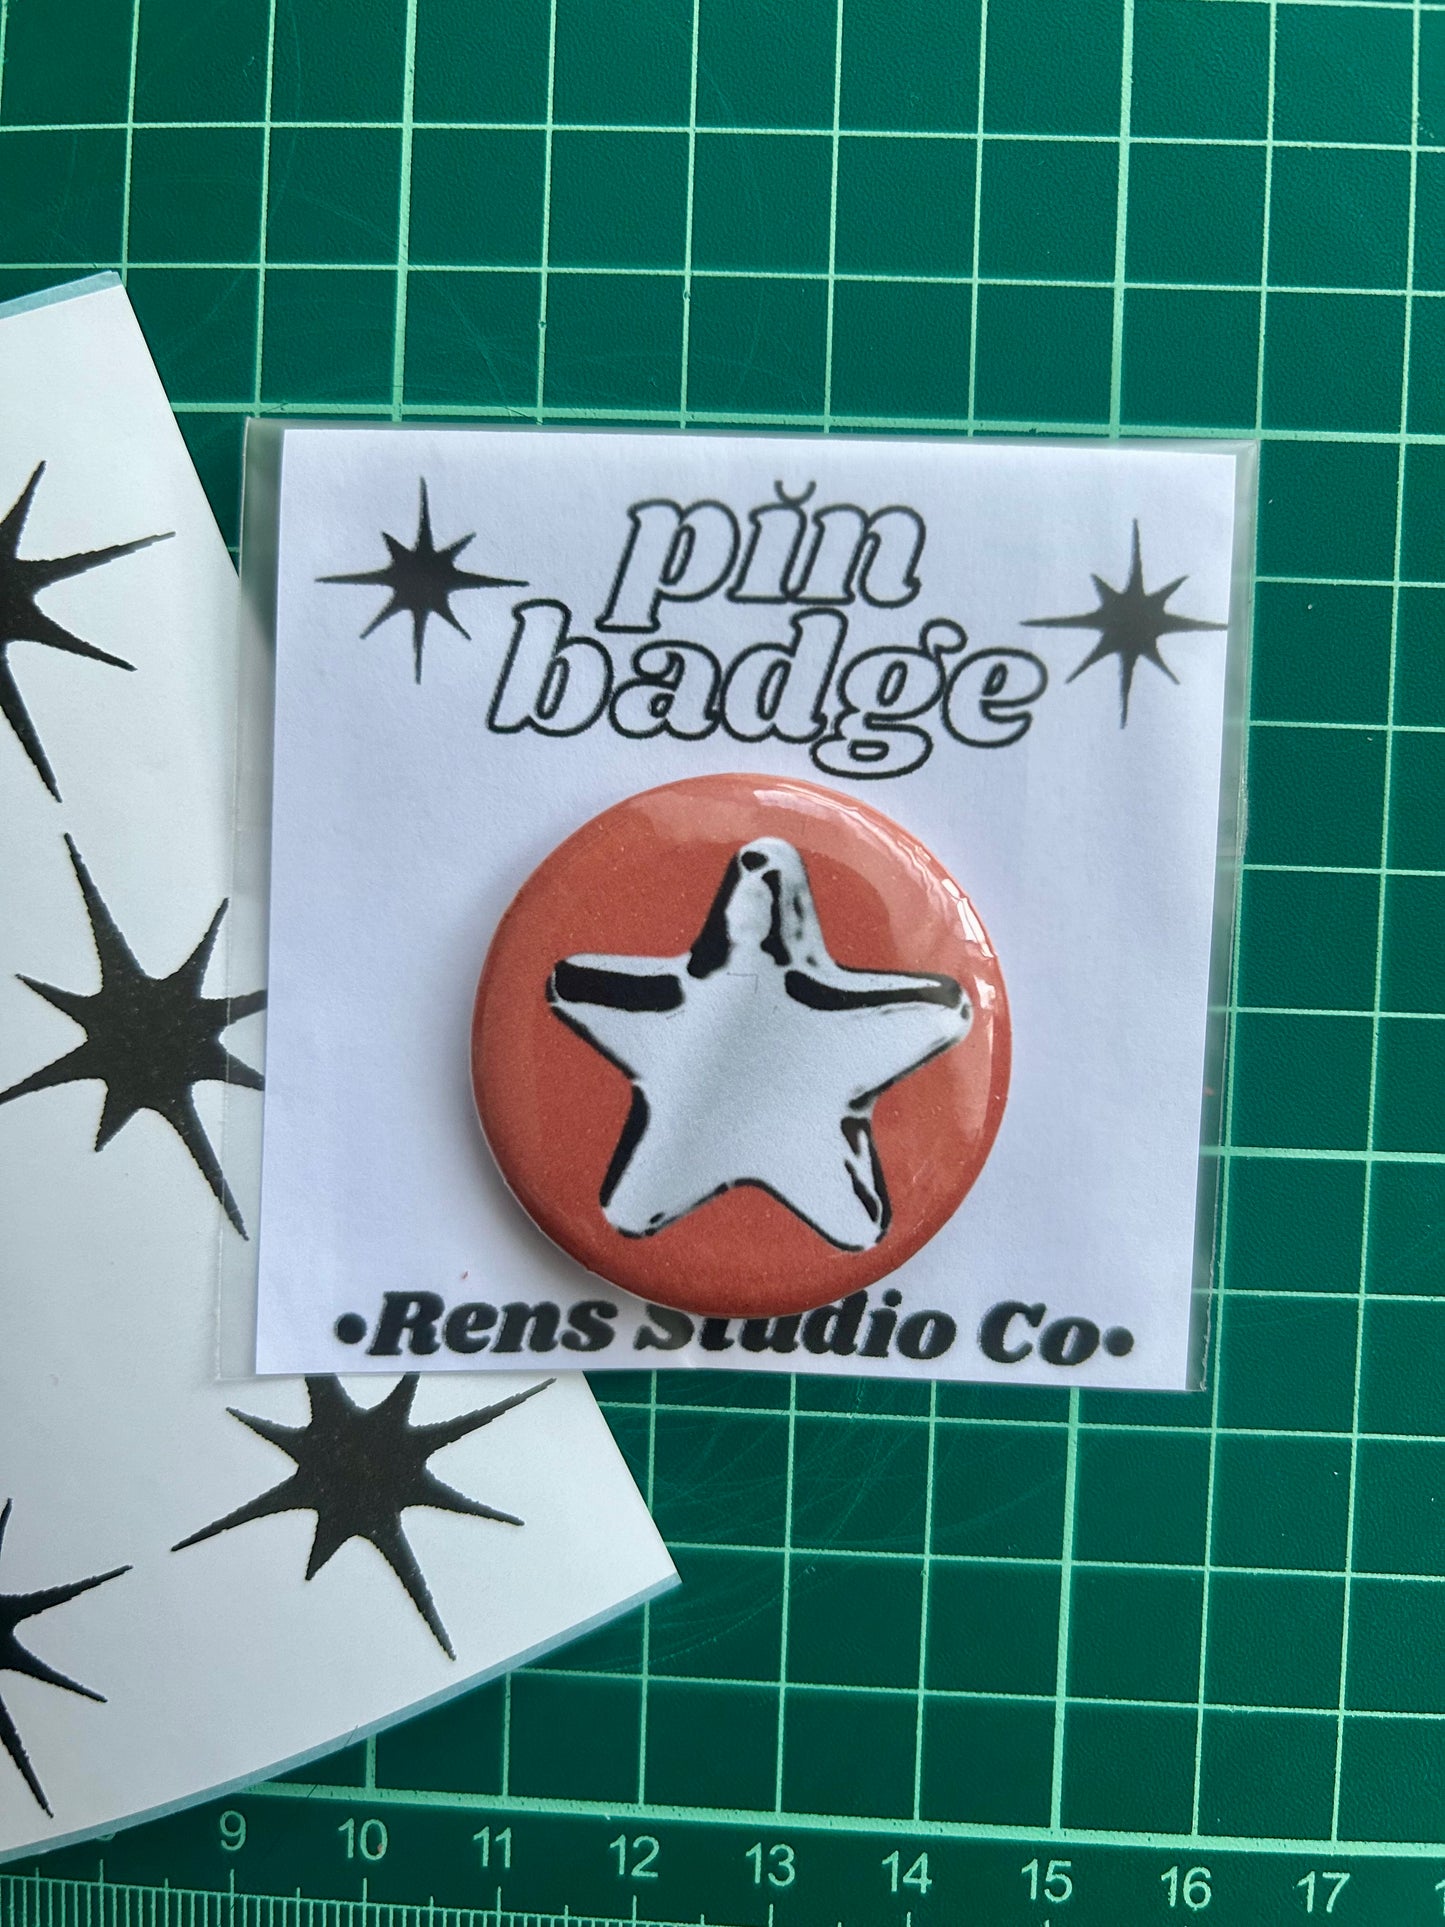 pin
badge
•Rens Studio Co•
9 10 11 12 13 14 15 16 17